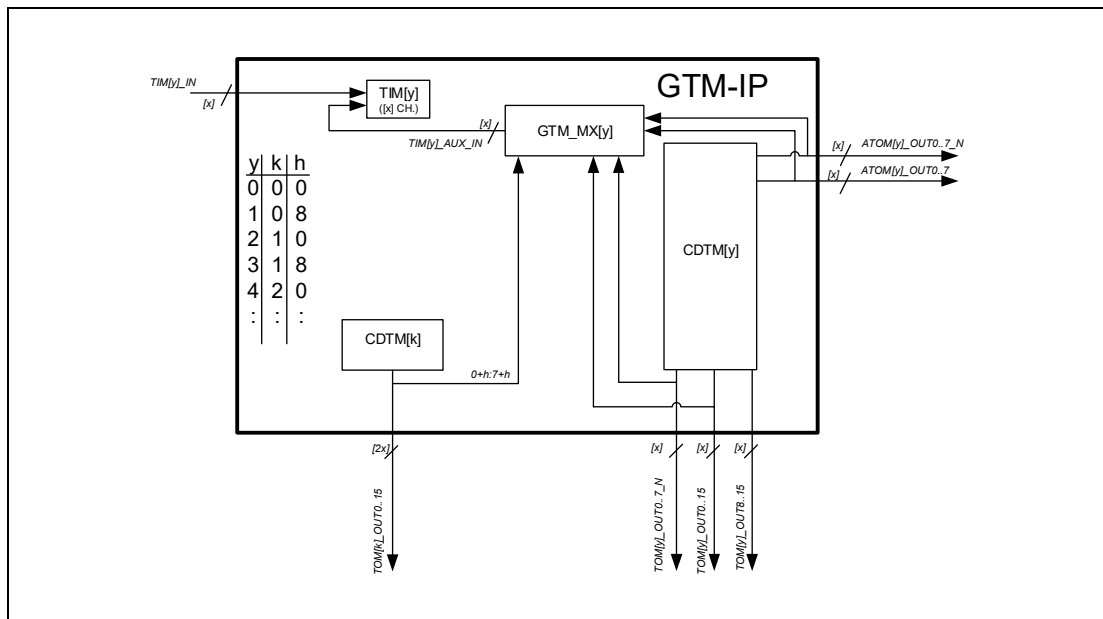 GTM-IP
TIM[y]_IN
[x]
TIM[y]
([x] CH.)
[x]
TIM[y]_AUX_IN
GTM_MX[y]
[x]
ATOM[y]_OUT0..7_N
[x]
ATOM[y]_OUT0..7
y k h
0 0 0
1 0 8
2 1 0
3 1 8
4 2 0
: : :
CDTM[y]
CDTM[k]
0+h:7+h
[2x]
[x]
[x]
[x]
TOM[k]_OUT0..15
TOM[y]_OUT0..7_N
TOM[y]_OUT0..15
TOM[y]_OUT8..15